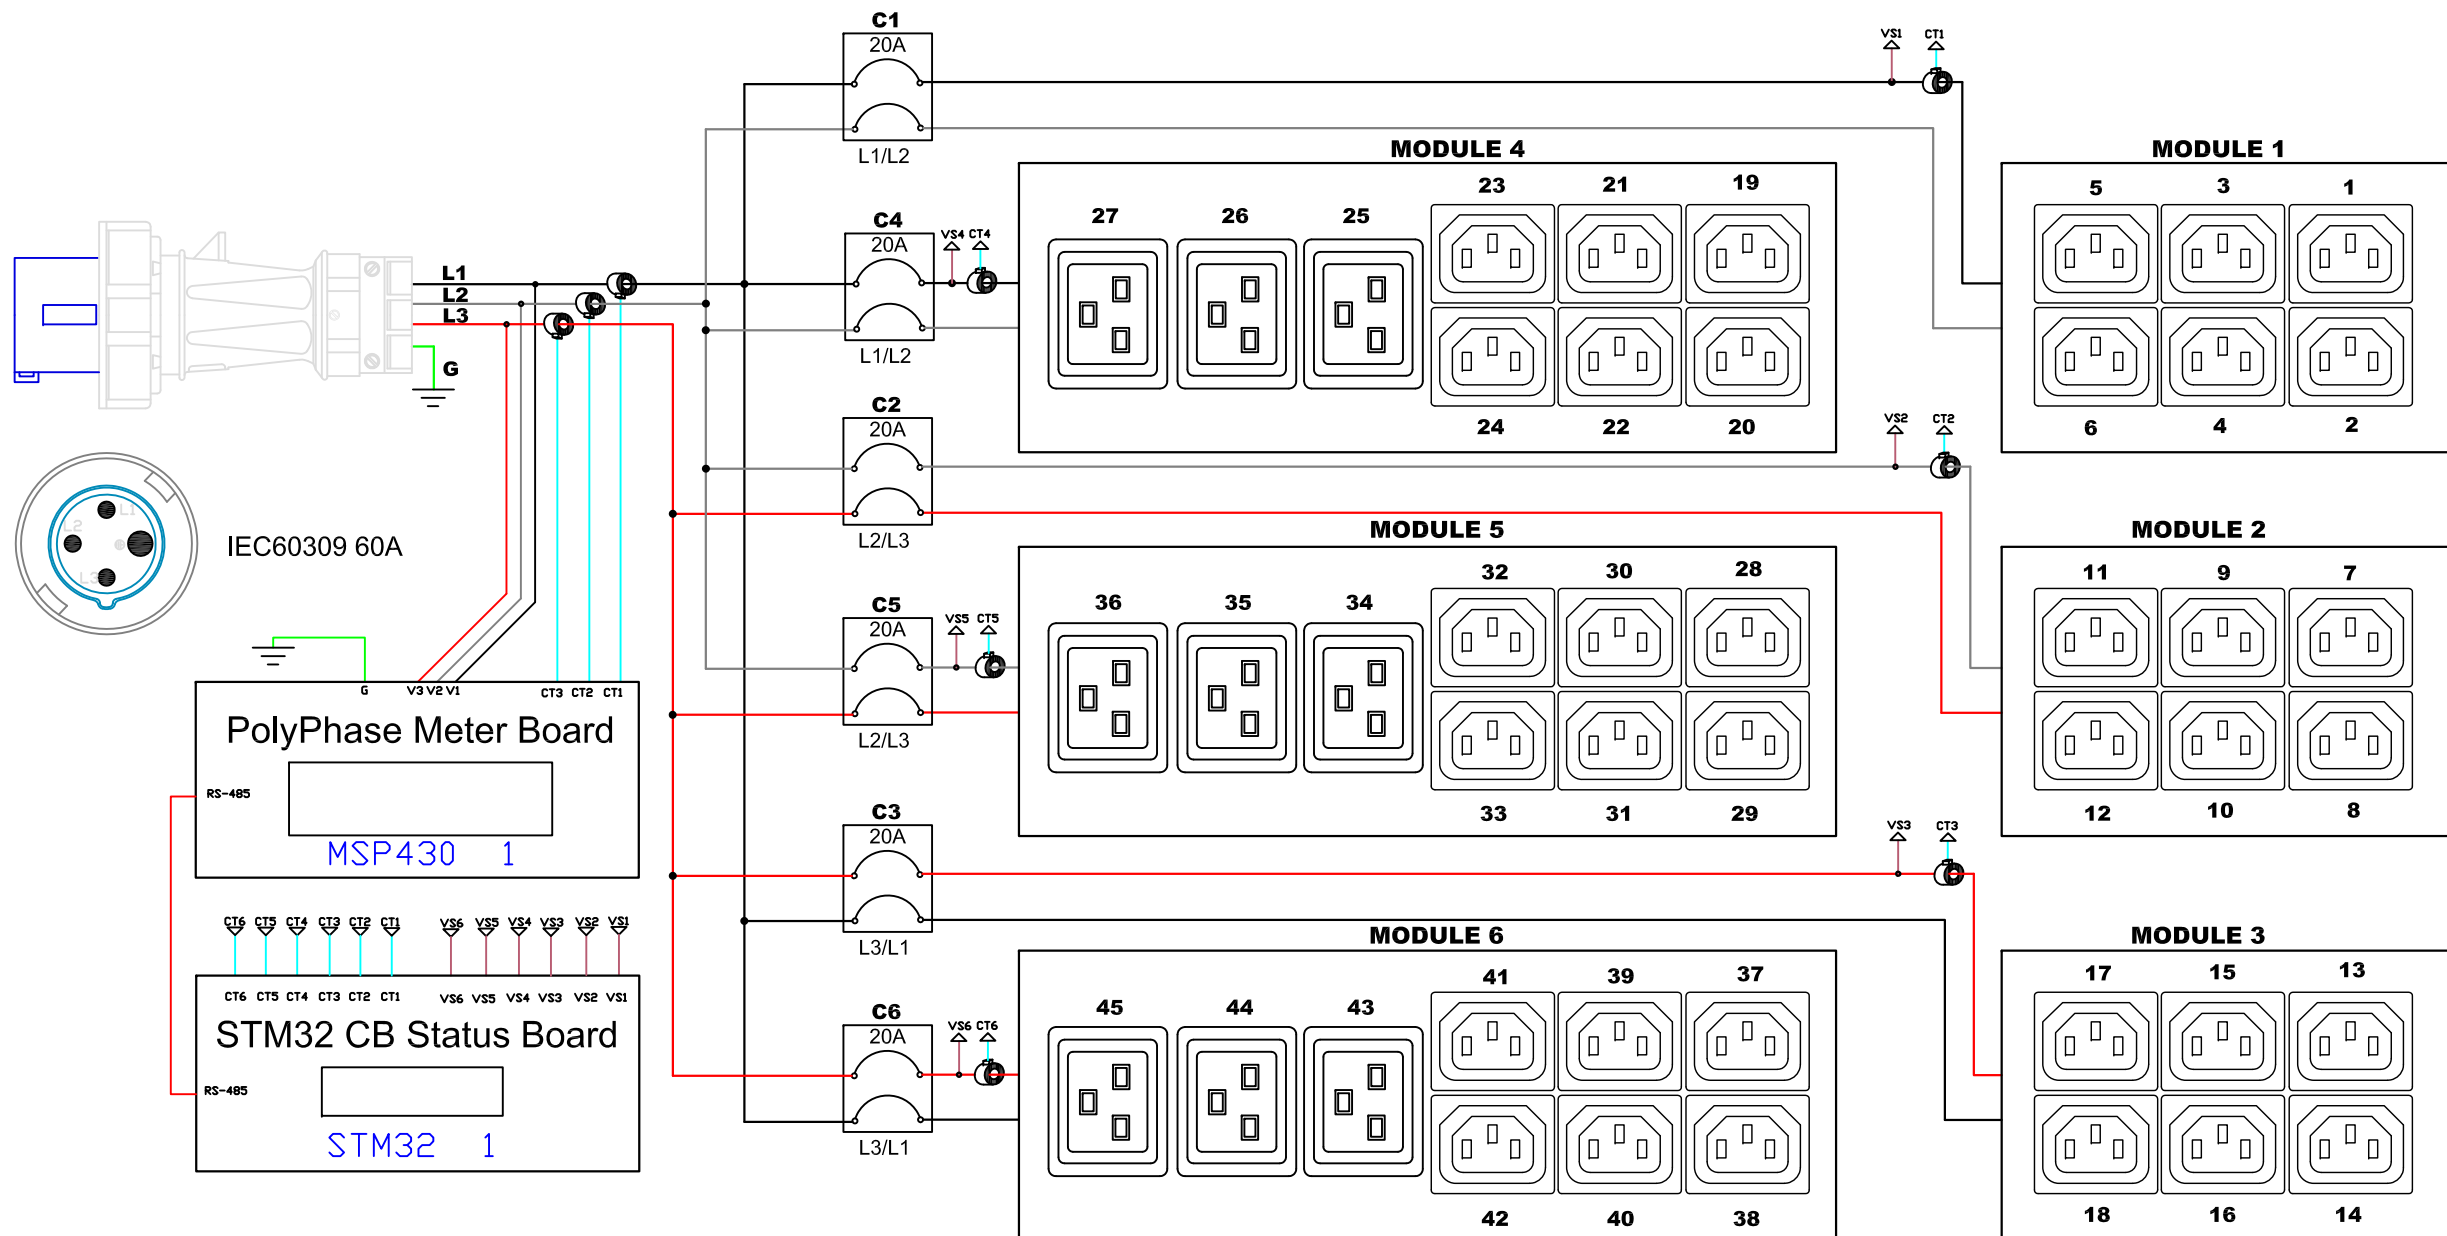 C1
20A
L1/L2
VS1
CT1
MODULE 4
27
26
25
23
21
19
24
22
20
MODULE 1
5
3
1
6
4
2
C4
20A
L1/L2
VS4
CT4
L1
L2
L3
G
C2
20A
L2/L3
VS2
CT2
L1
L2
L3
IEC60309 60A
MODULE 5
36
35
34
32
30
28
33
31
29
MODULE 2
11
9
7
12
10
8
C5
20A
L2/L3
VS5
CT5
G
V3
V2
V1
CT3
CT2
CT1
PolyPhase Meter Board
RS-485
MSP430 1
C3
20A
L3/L1
VS3
CT3
MODULE 6
45
44
43
41
39
37
42
40
38
MODULE 3
17
15
13
18
16
14
C6
20A
L3/L1
VS6
CT6
CT6
CT5
CT4
CT3
CT2
CT1
VS6
VS5
VS4
VS3
VS2
VS1
CT6
CT5
CT4
CT3
CT2
CT1
VS6
VS5
VS4
VS3
VS2
VS1
STM32 CB Status Board
RS-485
STM32 1